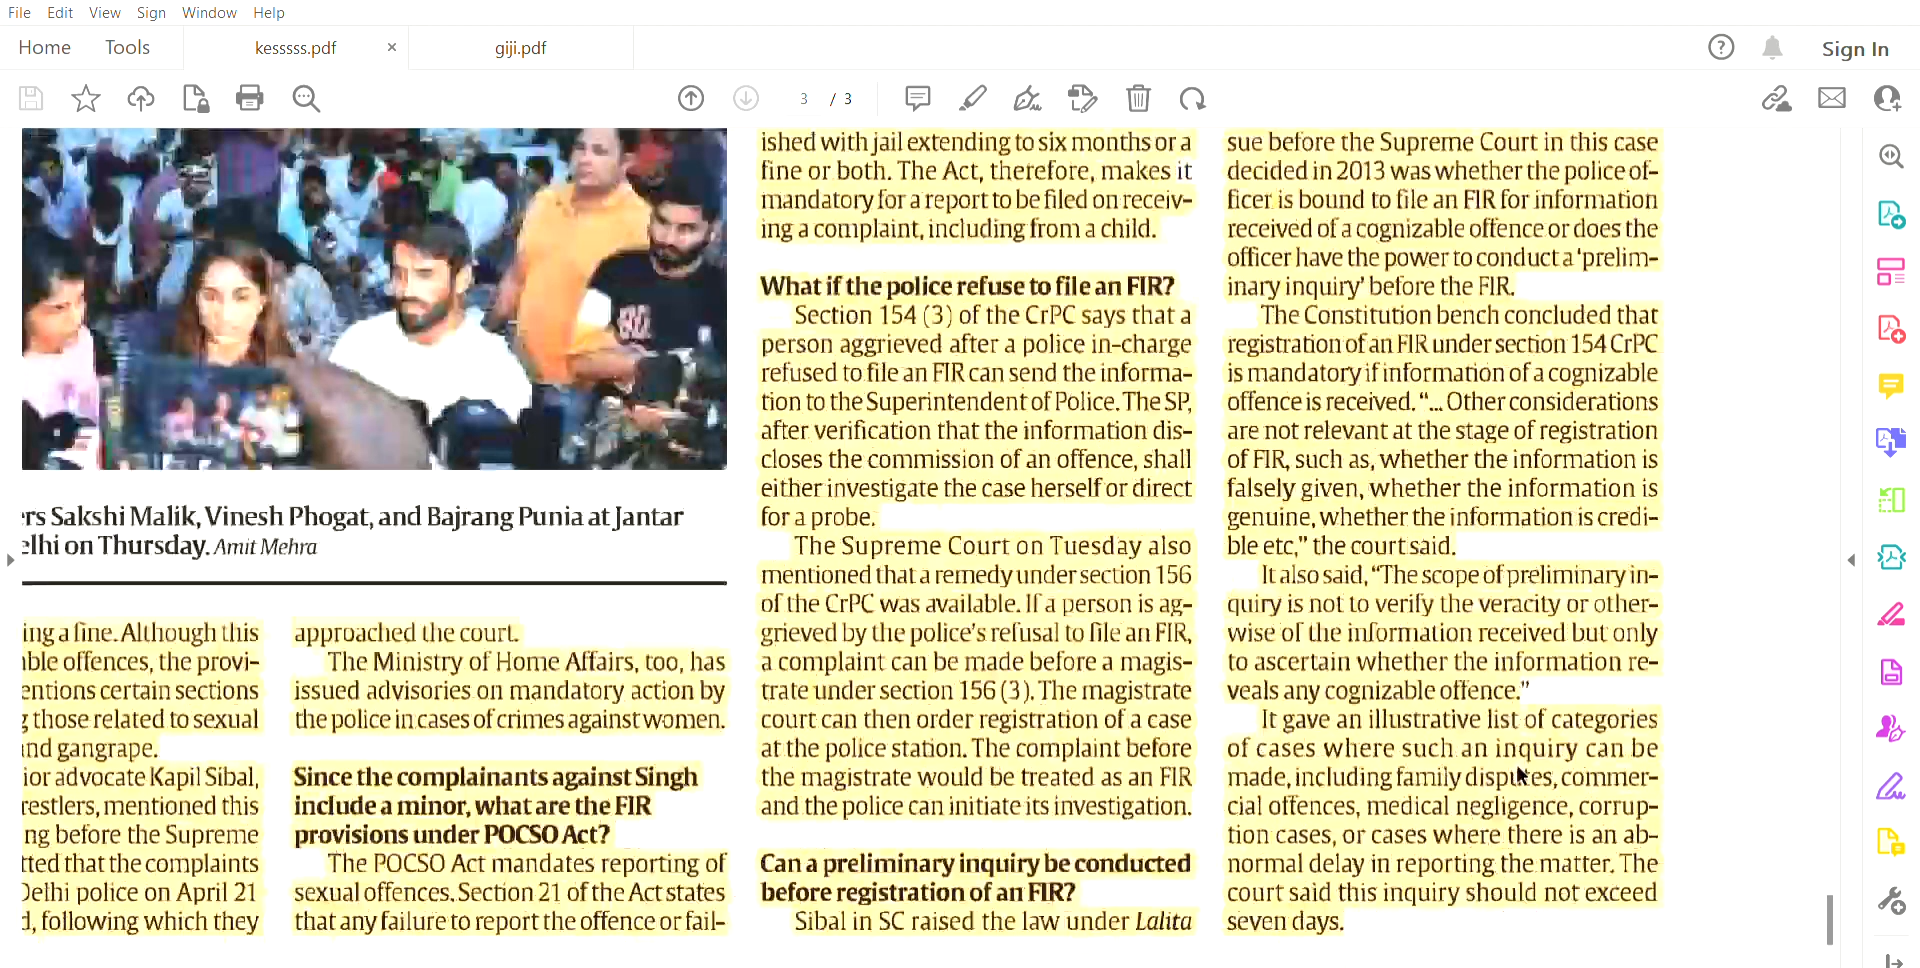 File Edit View Sign Window Help
Home Tools kesssss.pdf × giji.pdf Sign In
3 / 3
ers Sakshi Malik, Vinesh Phogat, and Bajrang Punia at Jantar
elhi on Thursday. Amit Mehra
ing a fine. Although this
ble offences, the provi-
entions certain sections
g those related to sexual
nd gangrape.
ior advocate Kapil Sibal,
restlers, mentioned this
ng before the Supreme
tted that the complaints
Delhi police on April 21
d, following which they
approached the court.
The Ministry of Home Affairs, too, has
issued advisories on mandatory action by
the police in cases of crimes against women.
Since the complainants against Singh
include a minor, what are the FIR
provisions under POCSO Act?
The POCSO Act mandates reporting of
sexual offences. Section 21 of the Act states
that any failure to report the offence or fail-
ished with jail extending to six months or a
fine or both. The Act, therefore, makes it
mandatory for a report to be filed on receiv-
ing a complaint, including from a child.
What if the police refuse to file an FIR?
Section 154 (3) of the CrPC says that a
person aggrieved after a police in-charge
refused to file an FIR can send the informa-
tion to the Superintendent of Police. The SP,
after verification that the information dis-
closes the commission of an offence, shall
either investigate the case herself or direct
for a probe.
The Supreme Court on Tuesday also
mentioned that a remedy under section 156
of the CrPC was available. If a person is ag-
grieved by the police's refusal to file an FIR,
a complaint can be made before a magis-
trate under section 156 (3). The magistrate
court can then order registration of a case
at the police station. The complaint before
the magistrate would be treated as an FIR
and the police can initiate its investigation.
Can a preliminary inquiry be conducted
before registration of an FIR?
Sibal in SC raised the law under Lalita
sue before the Supreme Court in this case
decided in 2013 was whether the police of-
ficer is bound to file an FIR for information
received of a cognizable offence or does the
officer have the power to conduct a 'prelim-
inary inquiry' before the FIR.
The Constitution bench concluded that
registration of an FIR under section 154 CrPC
is mandatory if information of a cognizable
offence is received. “... Other considerations
are not relevant at the stage of registration
of FIR, such as, whether the information is
falsely given, whether the information is
genuine, whether the information is credi-
ble etc,” the court said.
It also said, “The scope of preliminary in-
quiry is not to verify the veracity or other-
wise of the information received but only
to ascertain whether the information re-
veals any cognizable offence.”
It gave an illustrative list of categories
of cases where such an inquiry can be
made, including family disputes, commer-
cial offences, medical negligence, corrup-
tion cases, or cases where there is an ab-
normal delay in reporting the matter. The
court said this inquiry should not exceed
seven days.